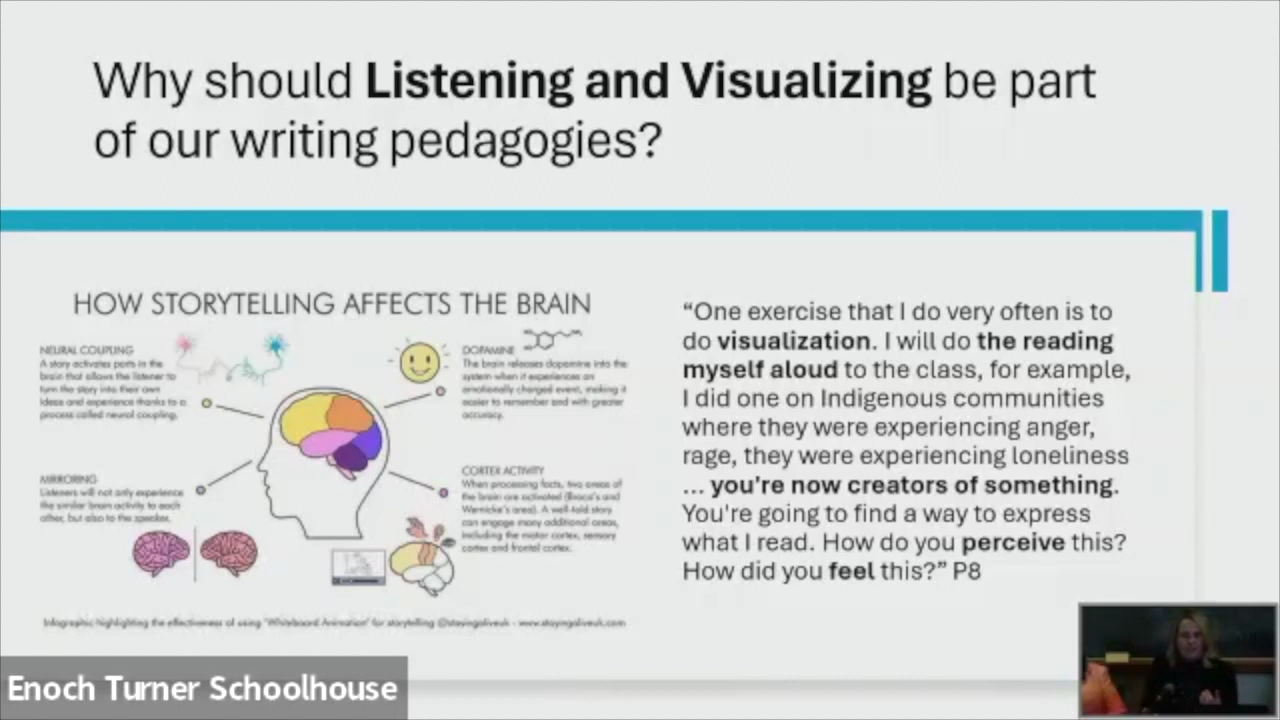 Why should Listening and Visualizing be part
of our writing pedagogies?
HOW STORYTELLING AFFECTS THE BRAIN
NEURAL COUPLING
A story activates parts in the
brain that allows the listener to
turn the story into their own
ideas and experience thanks to a
process called neural coupling.
DOPAMINE
The brain releases dopamine into the
system when it experiences an
emotionally charged event, making it
easier to remember and with greater
accuracy.
MIRRORING
Listeners will not only experience
the similar brain activity to each
other, but also to the speaker.
CORTEX ACTIVITY
When processing facts, two areas of
the brain are activated (Broca's and
Wernicke's area). A well-told story
can engage many additional areas,
including the motor cortex, sensory
cortex and frontal cortex.
Infographic highlighting the effectiveness of using "Whiteboard Animation" for storytelling @stayingaliveuk - www.stayingaliveuk.com
“One exercise that I do very often is to
do visualization. I will do the reading
myself aloud to the class, for example,
I did one on Indigenous communities
where they were experiencing anger,
rage, they were experiencing loneliness
... you're now creators of something.
You're going to find a way to express
what I read. How do you perceive this?
How did you feel this?” P8
Enoch Turner Schoolhouse